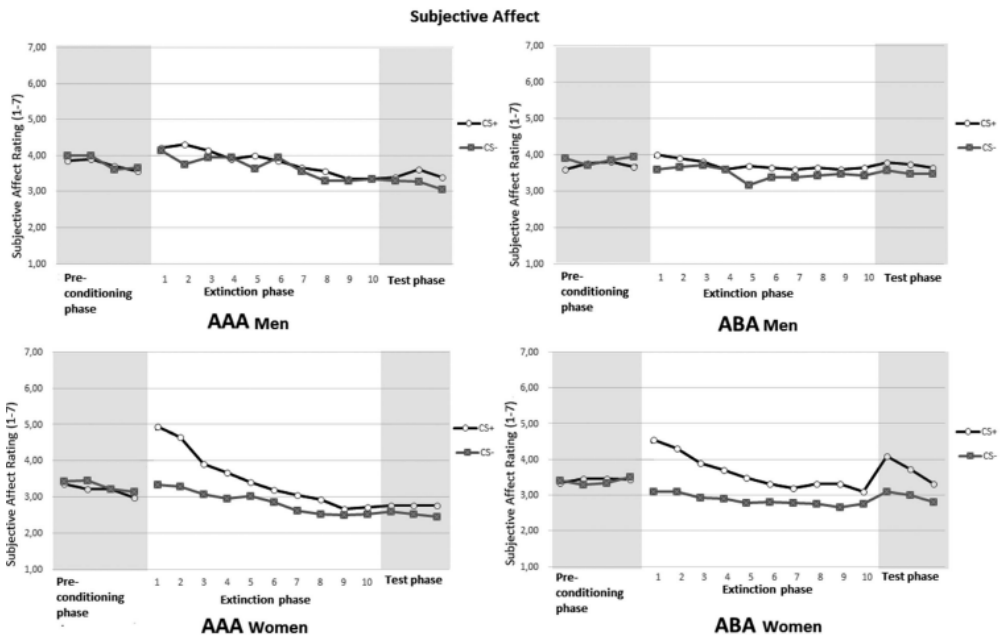 Subjective Affect
Subjective Affect Rating (1-7)
7,00
6,00
5,00
4,00
3,00
2,00
1,00
CS+
CS-
Pre-
conditioning
phase
1 2 3 4 5 6 7 8 9 10
Extinction phase
Test phase
AAA Men
Subjective Affect Rating (1-7)
7,00
6,00
5,00
4,00
3,00
2,00
1,00
CS+
CS-
Pre-
conditioning
phase
1 2 3 4 5 6 7 8 9 10
Extinction phase
Test phase
ABA Men
Subjective Affect Rating (1-7)
7,00
6,00
5,00
4,00
3,00
2,00
1,00
CS+
CS-
Pre-
conditioning
phase
1 2 3 4 5 6 7 8 9 10
Extinction phase
Test phase
AAA Women
Subjective Affect Rating (1-7)
7,00
6,00
5,00
4,00
3,00
2,00
1,00
CS+
CS-
Pre-
conditioning
phase
1 2 3 4 5 6 7 8 9 10
Extinction phase
Test phase
ABA Women